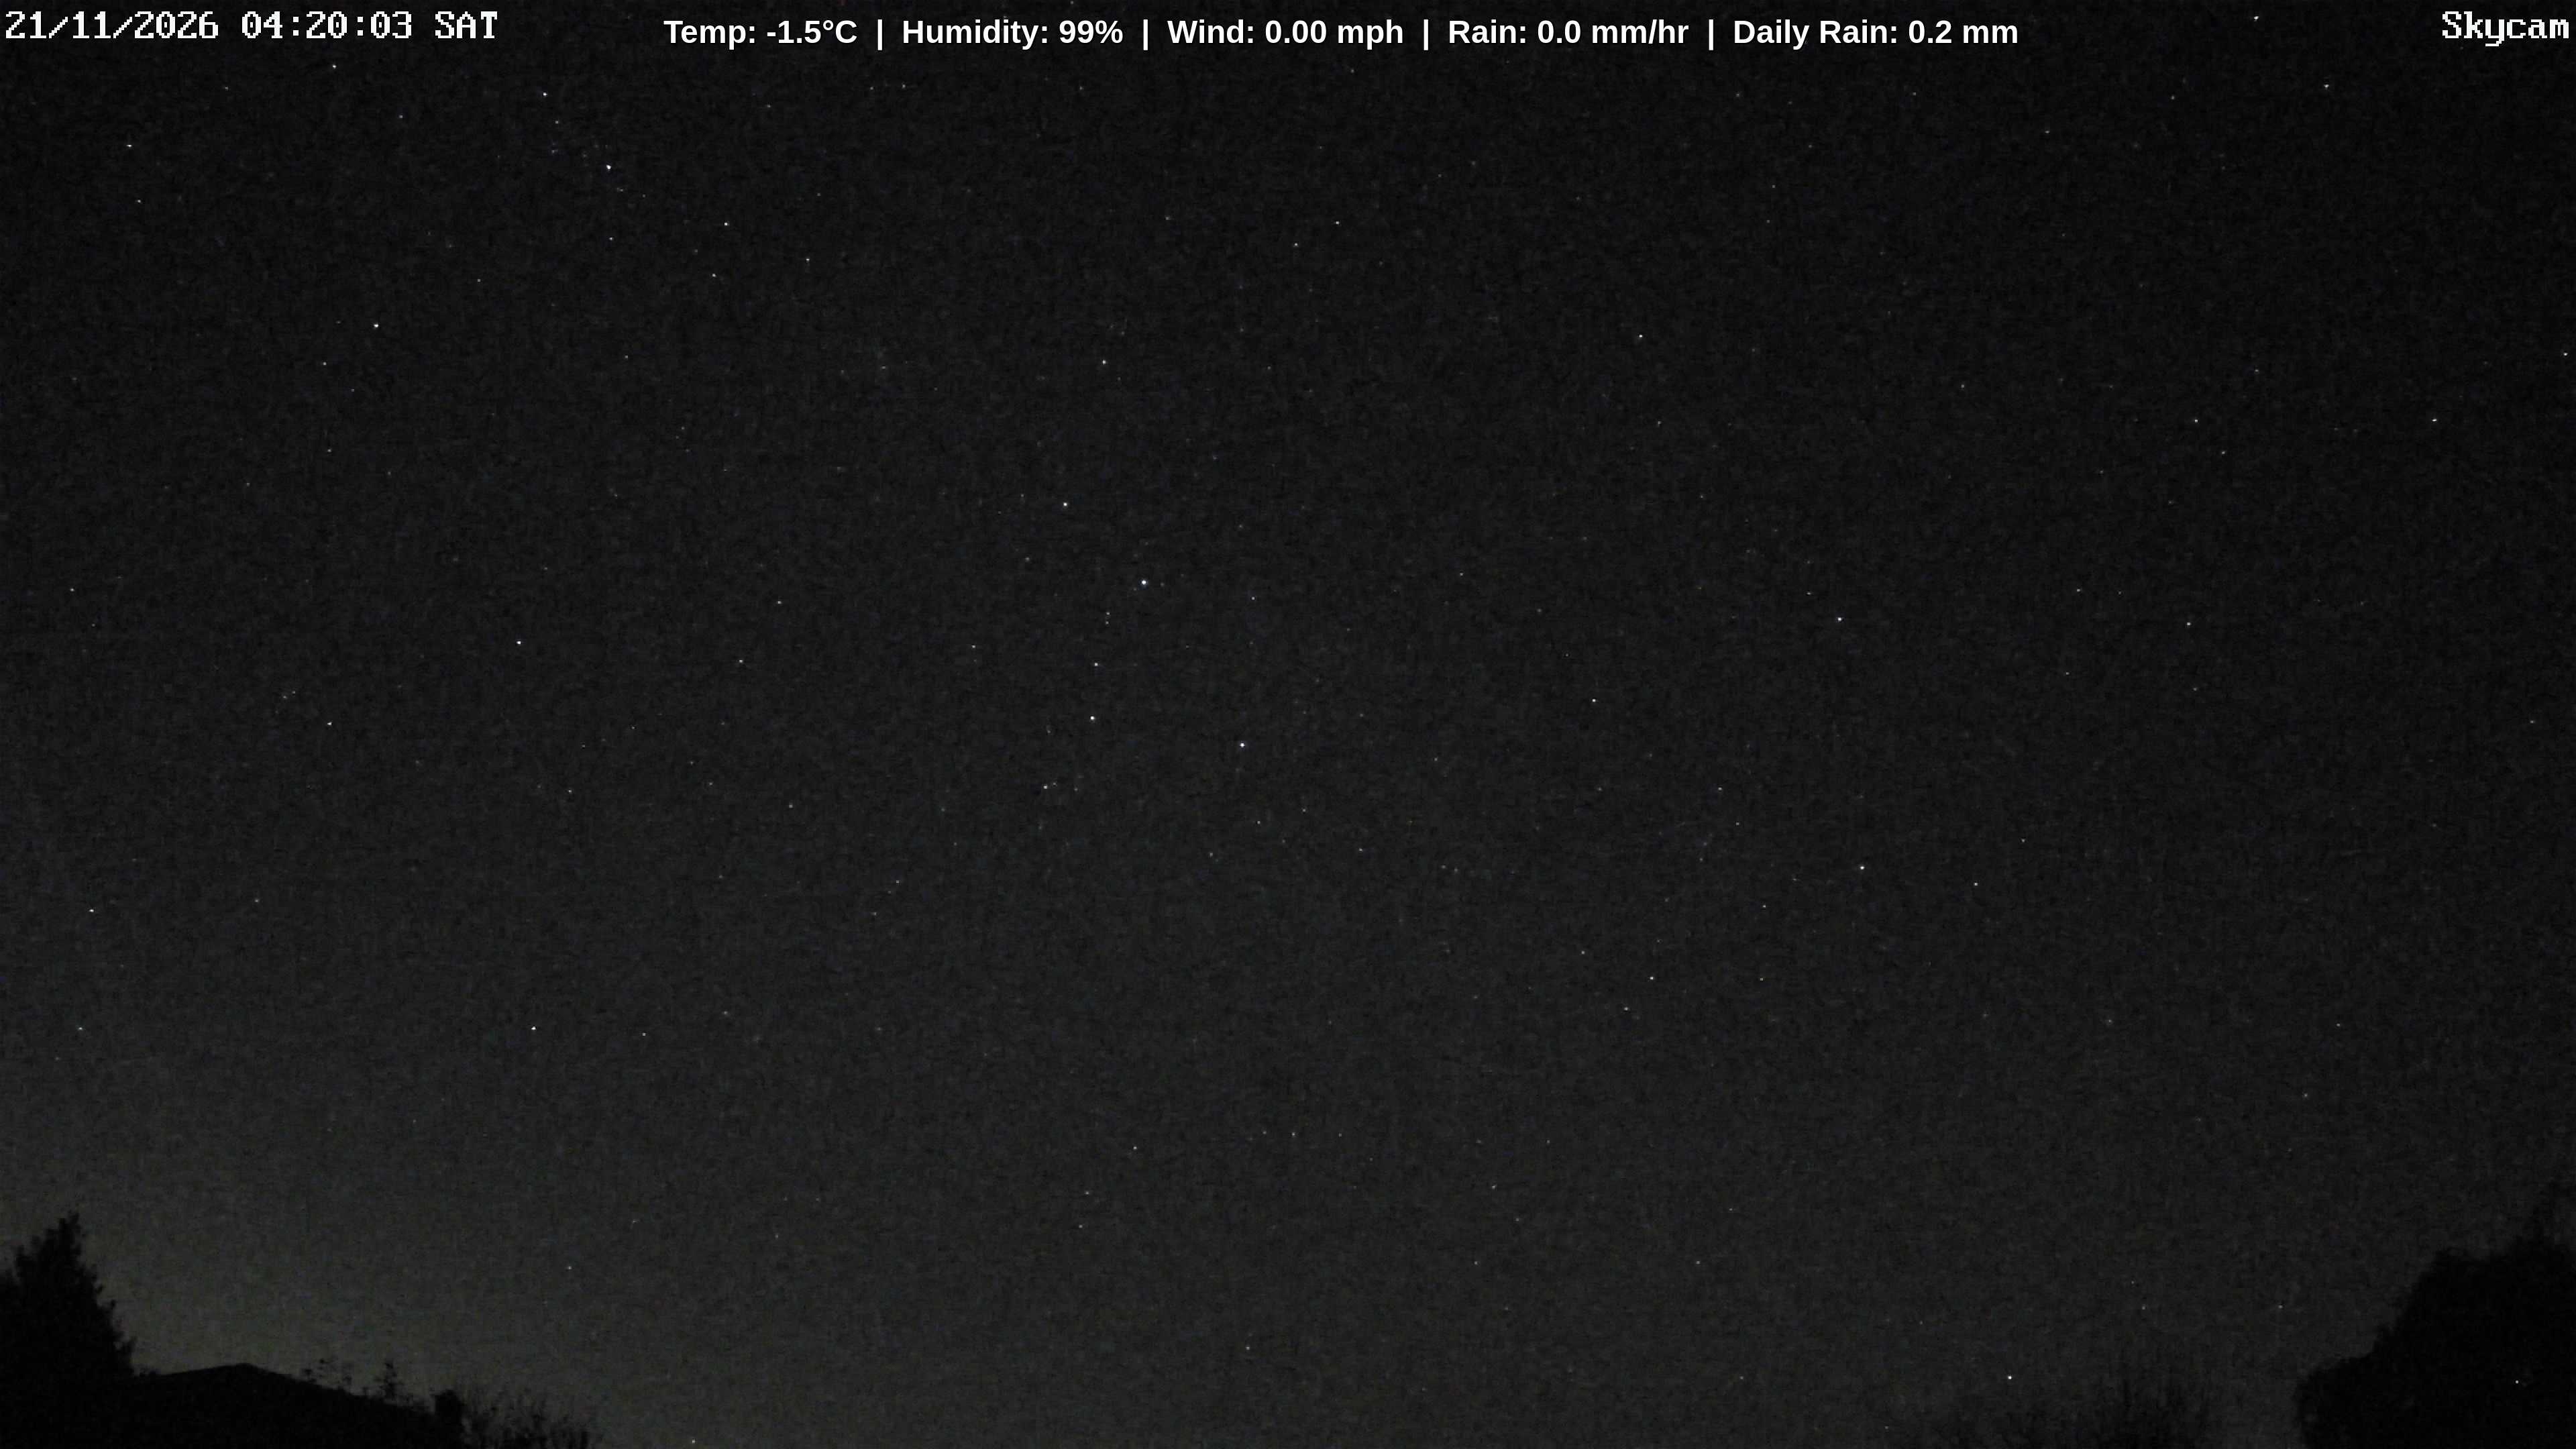 21/11/2026 04:20:03 SAT
Temp: -1.5°C | Humidity: 99% | Wind: 0.00 mph | Rain: 0.0 mm/hr | Daily Rain: 0.2 mm
Skycam